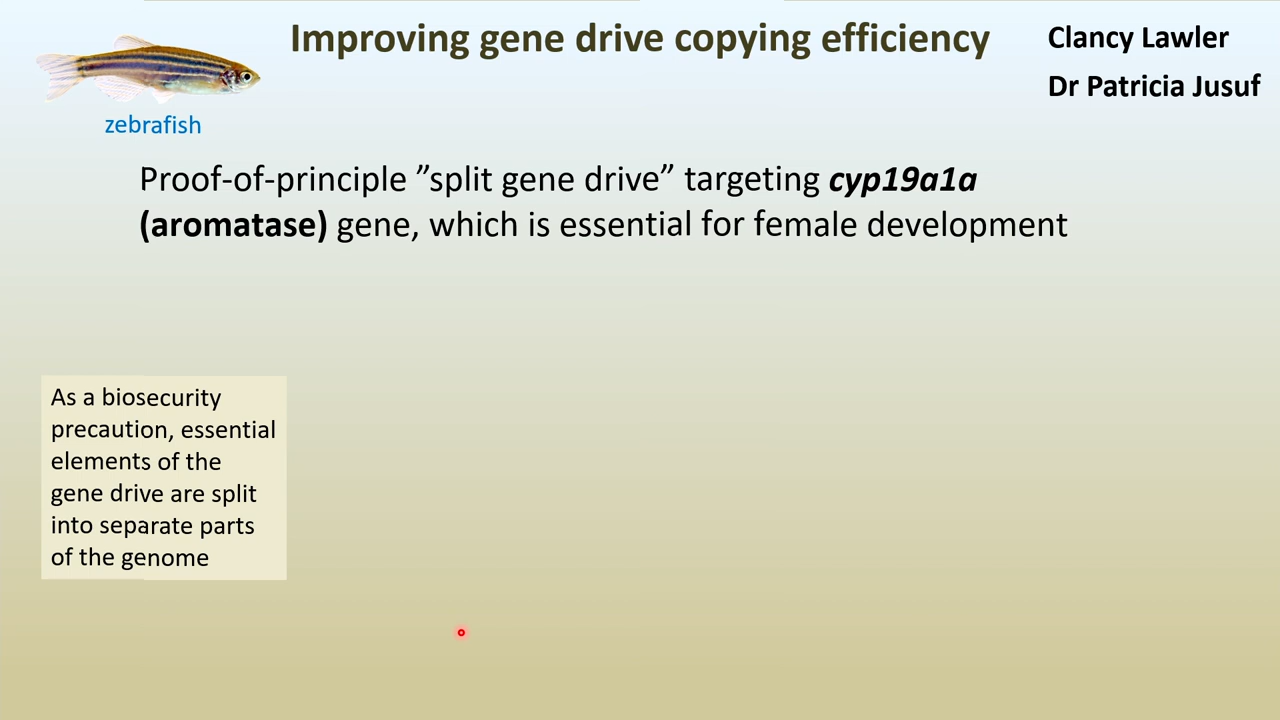 Improving gene drive copying efficiency
Clancy Lawler
Dr Patricia Jusuf
zebrafish
Proof-of-principle ”split gene drive” targeting cyp19a1a
(aromatase) gene, which is essential for female development
As a biosecurity
precaution, essential
elements of the
gene drive are split
into separate parts
of the genome